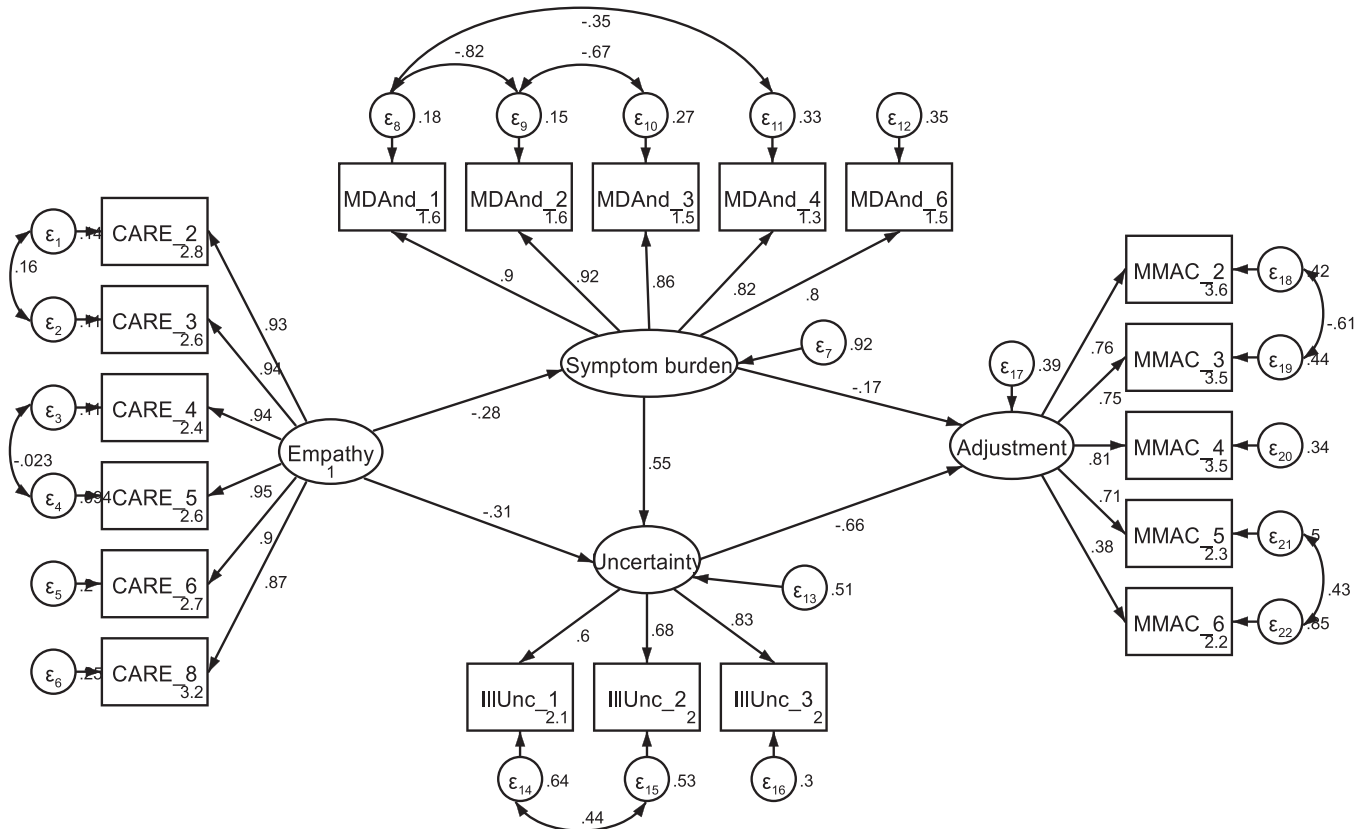 -.35
-.82
-.67
ε8
.18
ε9
.15
ε10
.27
ε11
.33
ε12
.35
MDAnd_1
1.6
MDAnd_2
1.6
MDAnd_3
1.5
MDAnd_4
1.3
MDAnd_6
1.5
.9
.92
.86
.82
.8
ε1
.14
CARE_2
2.8
.16
ε2
.11
CARE_3
2.6
ε3
.11
CARE_4
2.4
-.023
ε4
.094
CARE_5
2.6
ε5
.2
CARE_6
2.7
ε6
.25
CARE_8
3.2
.93
.94
.94
.95
.9
.87
Empathy
1
-.28
-.31
Symptom burden
ε7
.92
.55
-.17
Uncertainty
ε13
.51
-.66
.6
.68
.83
IllUnc_1
2.1
IllUnc_2
2
IllUnc_3
2
ε14
.64
ε15
.53
ε16
.3
.44
ε17
.39
Adjustment
.76
.75
.81
.71
.38
MMAC_2
3.6
ε18
.42
-.61
MMAC_3
3.5
ε19
.44
MMAC_4
3.5
ε20
.34
MMAC_5
2.3
ε21
.5
.43
MMAC_6
2.2
ε22
.85